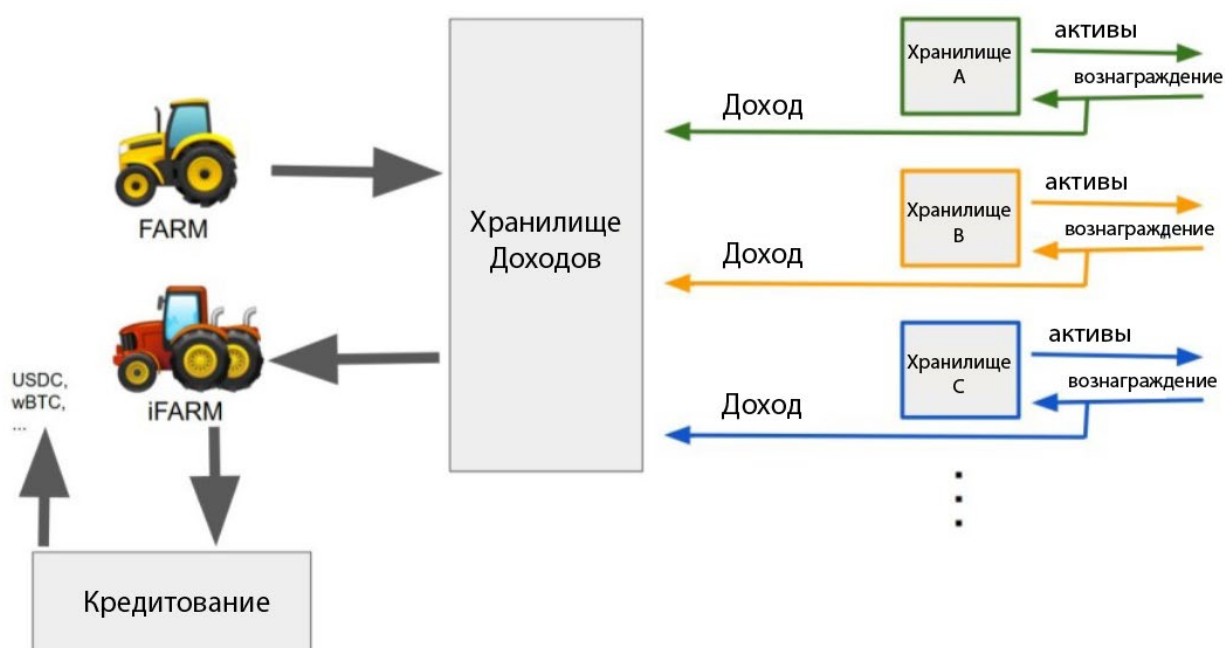 FARM
iFARM
USDC,
wBTC,
...
Кредитование
Хранилище
Доходов
Хранилище
A
активы
вознаграждение
Доход
Хранилище
B
активы
вознаграждение
Доход
Хранилище
C
активы
вознаграждение
Доход